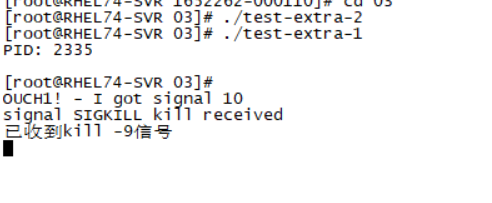 [root@RHEL74-SVR 1652262-000110]# cd 03
[root@RHEL74-SVR 03]# ./test-extra-2
[root@RHEL74-SVR 03]# ./test-extra-1
PID: 2335
[root@RHEL74-SVR 03]#
OUCH1! - I got signal 10
signal SIGKILL kill received
已收到kill -9信号